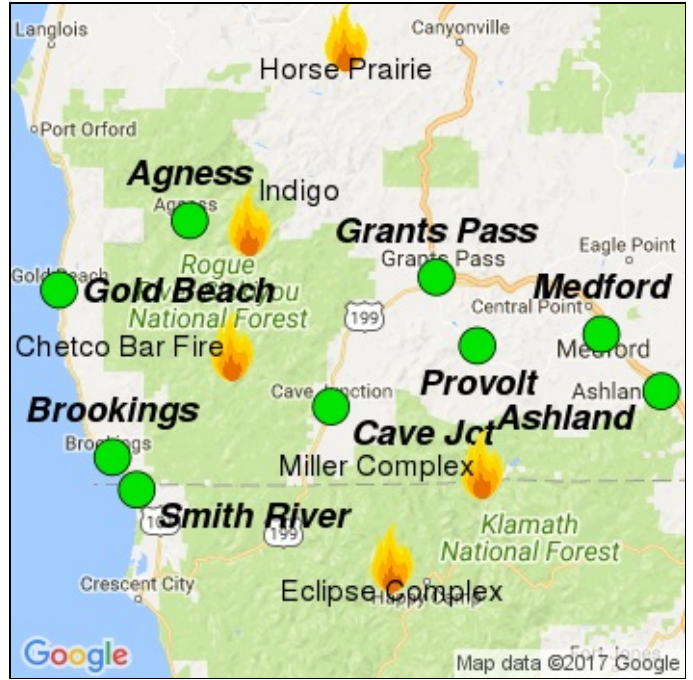 Langlois
Canyonville
Horse Prairie
Port Orford
Agness
Agness
Indigo
Grants Pass
Grants Pass
Eagle Point
Rogue
Gold Beach
Gold Beach
Medford
National Forest
199
Central Point
Chetco Bar Fire
Medford
Provolt
Cave Junction
Ashland
Brookings
Cave Jct
Ashland
Brookings
Miller Complex
Smith River
199
Klamath
National Forest
Crescent City
Eclipse Complex
Happy Camp
Google
Map data ©2017 Google